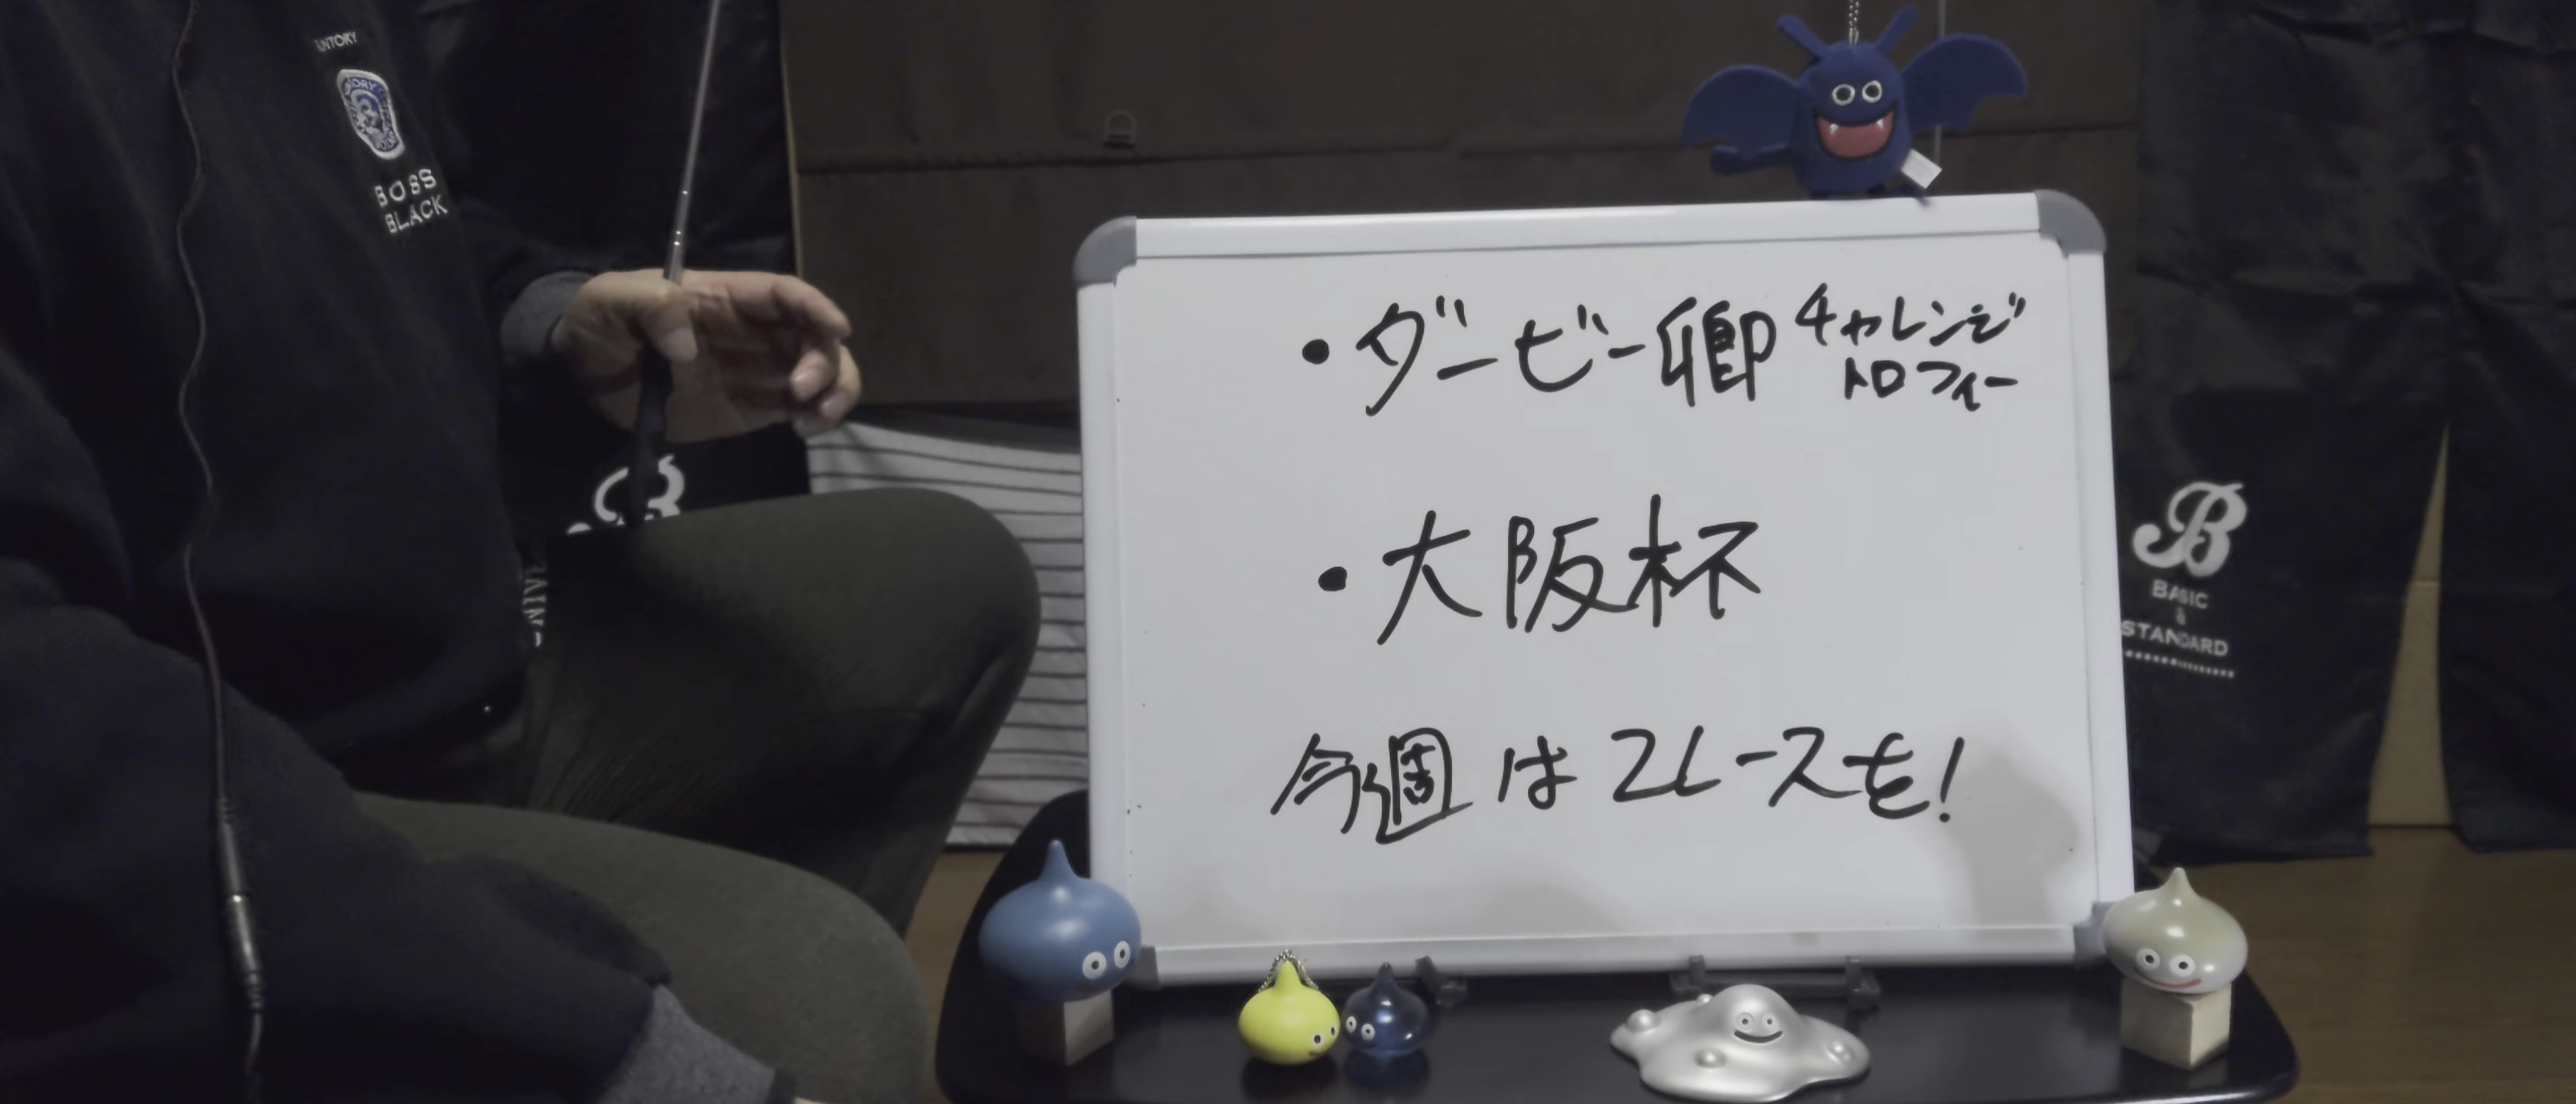 SUNTORY
BOSS
BLACK
・ダービー卿チャレンジ
トロフィー
・大阪杯
今週は2レースを!
B
BASIC
&
STANDARD